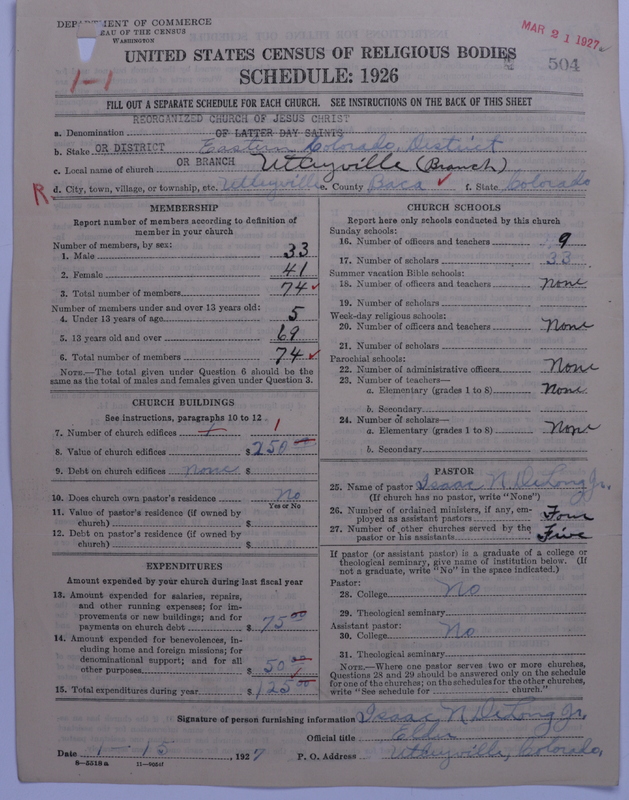 DEPARTMENT OF COMMERCE
EAU OF THE CENSUS
WASHINGTON
MAR 21 1927
UNITED STATES CENSUS OF RELIGIOUS BODIES
SCHEDULE: 1926
504
1-1
FILL OUT A SEPARATE SCHEDULE FOR EACH CHURCH. SEE INSTRUCTIONS ON THE BACK OF THIS SHEET
REORGANIZED CHURCH OF JESUS CHRIST
a. Denomination OF LATTER DAY SAINTS
b. Stake OR DISTRICT Eastern Colorado, District
c. Local name of church OR BRANCH Utleyville (Branch)
R. d. City, town, village, or township, etc. Utleyville e. County Baca ✓ f. State Colorado
MEMBERSHIP
Report number of members according to definition of
member in your church
Number of members, by sex:
1. Male 33
2. Female 41
3. Total number of members 74 ✓
Number of members under and over 13 years old:
4. Under 13 years of age 5
5. 13 years old and over 69
6. Total number of members 74 ✓
NOTE.—The total given under Question 6 should be
same as the total of males and females given under Question 3.
CHURCH BUILDINGS
See instructions, paragraphs 10 to 12
7. Number of church edifices 1 1
8. Value of church edifices $ 250 00
9. Debt on church edifices none $
10. Does church own pastor's residence No
Yes or No
11. Value of pastor's residence (if owned by
church) $
12. Debt on pastor's residence (if owned by
church) $
EXPENDITURES
Amount expended by your church during last fiscal year
13. Amount expended for salaries, repairs,
and other running expenses; for im-
provements or new buildings; and for
payments on church debt $ 75 00
14. Amount expended for benevolences, in-
cluding home and foreign missions; for
denominational support; and for all
other purposes $ 50 00
15. Total expenditures during year $ 125 00
CHURCH SCHOOLS
Report here only schools conducted by this church
Sunday schools:
16. Number of officers and teachers 9
17. Number of scholars 33
Summer vacation Bible schools:
18. Number of officers and teachers None
19. Number of scholars
Week-day religious schools:
20. Number of officers and teachers None
21. Number of scholars
Parochial schools:
22. Number of administrative officers None
23. Number of teachers—
a. Elementary (grades 1 to 8) None
b. Secondary
24. Number of scholars—
a. Elementary (grades 1 to 8) None
b. Secondary
PASTOR
25. Name of pastor Isaac N. DeLong Jr.
(If church has no pastor, write "None")
26. Number of ordained ministers, if any, em-
ployed as assistant pastors Four
27. Number of other churches served by the
pastor or his assistants Five
If pastor (or assistant pastor) is a graduate of a college or
theological seminary, give name of institution below. (If
not a graduate, write "No" in the space indicated.)
Pastor:
28. College No
29. Theological seminary
Assistant pastor:
30. College No
31. Theological seminary
NOTE.—Where one pastor serves two or more churches,
Questions 28 and 29 should be answered only on the schedule
for one of the churches; on the schedules for the other churches,
write "See schedule for church."
Signature of person furnishing information Isaac N. DeLong Jr.
Official title Elder
Date 1-15, 1927 P. O. Address Utleyville, Colorado.
8—5518 a